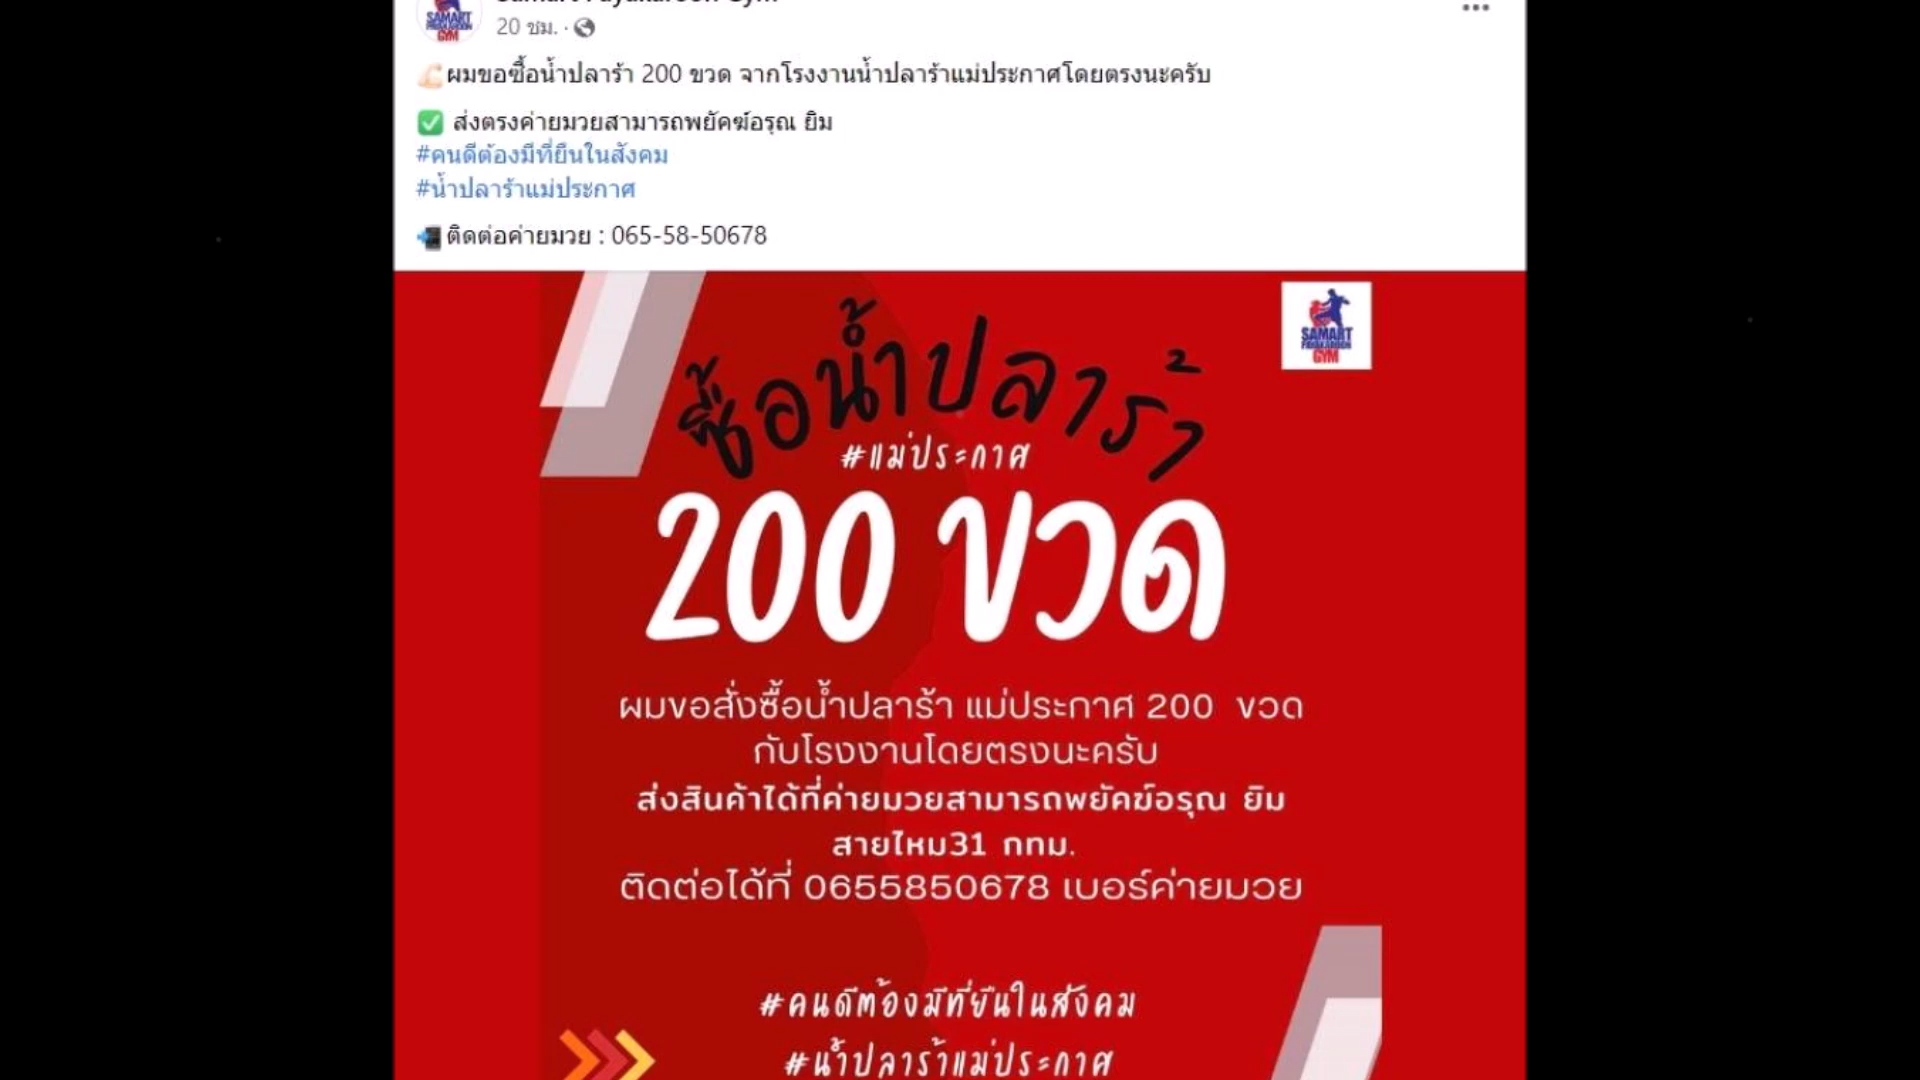 SAMART
GYM
20 ชม.
ผมขอซื้อน้ำปลาร้า 200 ขวด จากโรงงานน้ำปลาร้าแม่ประกาศโดยตรงนะครับ
ส่งตรงค่ายมวยสามารถพยัคฆ์อรุณ ยิม
#คนดีต้องมีที่ยืนในสังคม
#น้ำปลาร้าแม่ประกาศ
ติดต่อค่ายมวย : 065-58-50678
SAMART
PAYAKAROON
GYM
ซื้อน้ำปลาร้า
#แม่ประกาศ
200 ขวด
ผมขอสั่งซื้อน้ำปลาร้า แม่ประกาศ 200 ขวด
กับโรงงานโดยตรงนะครับ
ส่งสินค้าได้ที่ค่ายมวยสามารถพยัคฆ์อรุณ ยิม
สายไหม31 กทม.
ติดต่อได้ที่ 0655850678 เบอร์ค่ายมวย
#คนดีต้องมีที่ยืนในสังคม
#น้ำปลาร้าแม่ประกาศ